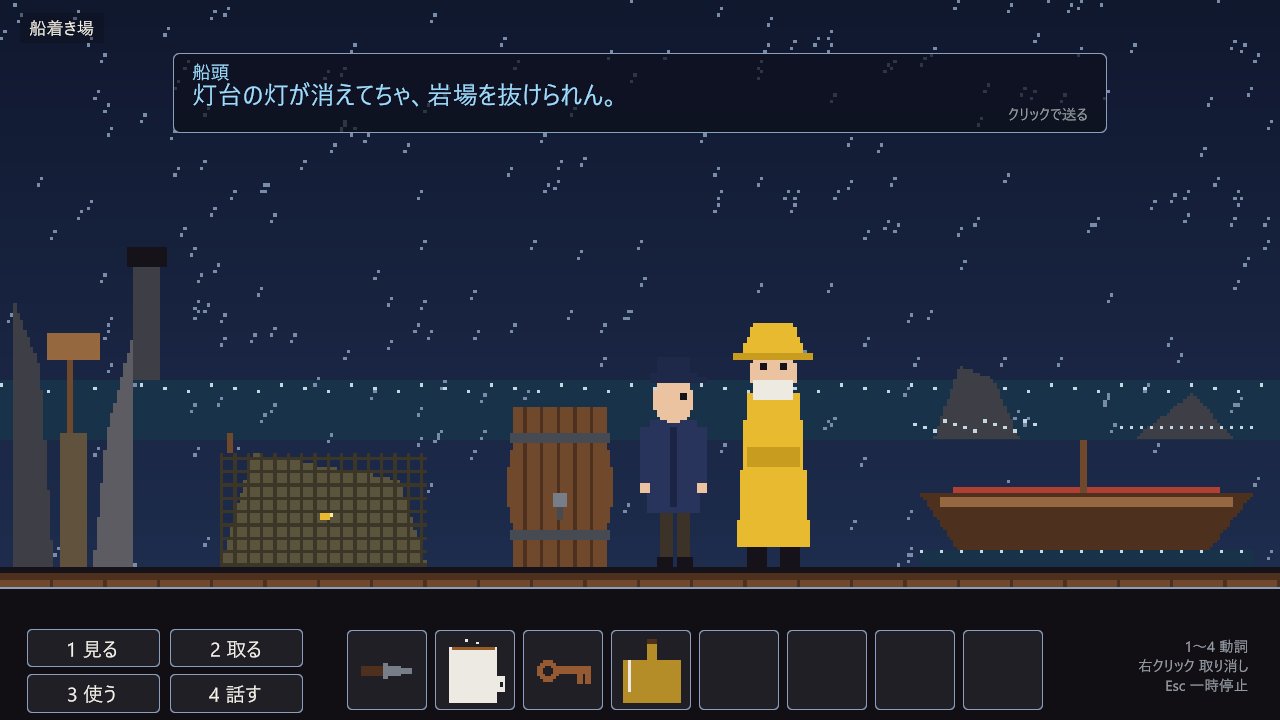 船着き場
船頭
灯台の灯が消えてちゃ、岩場を抜けられん。
クリックで送る
1 見る
2 取る
3 使う
4 話す
1～4 動詞
右クリック 取り消し
Esc 一時停止